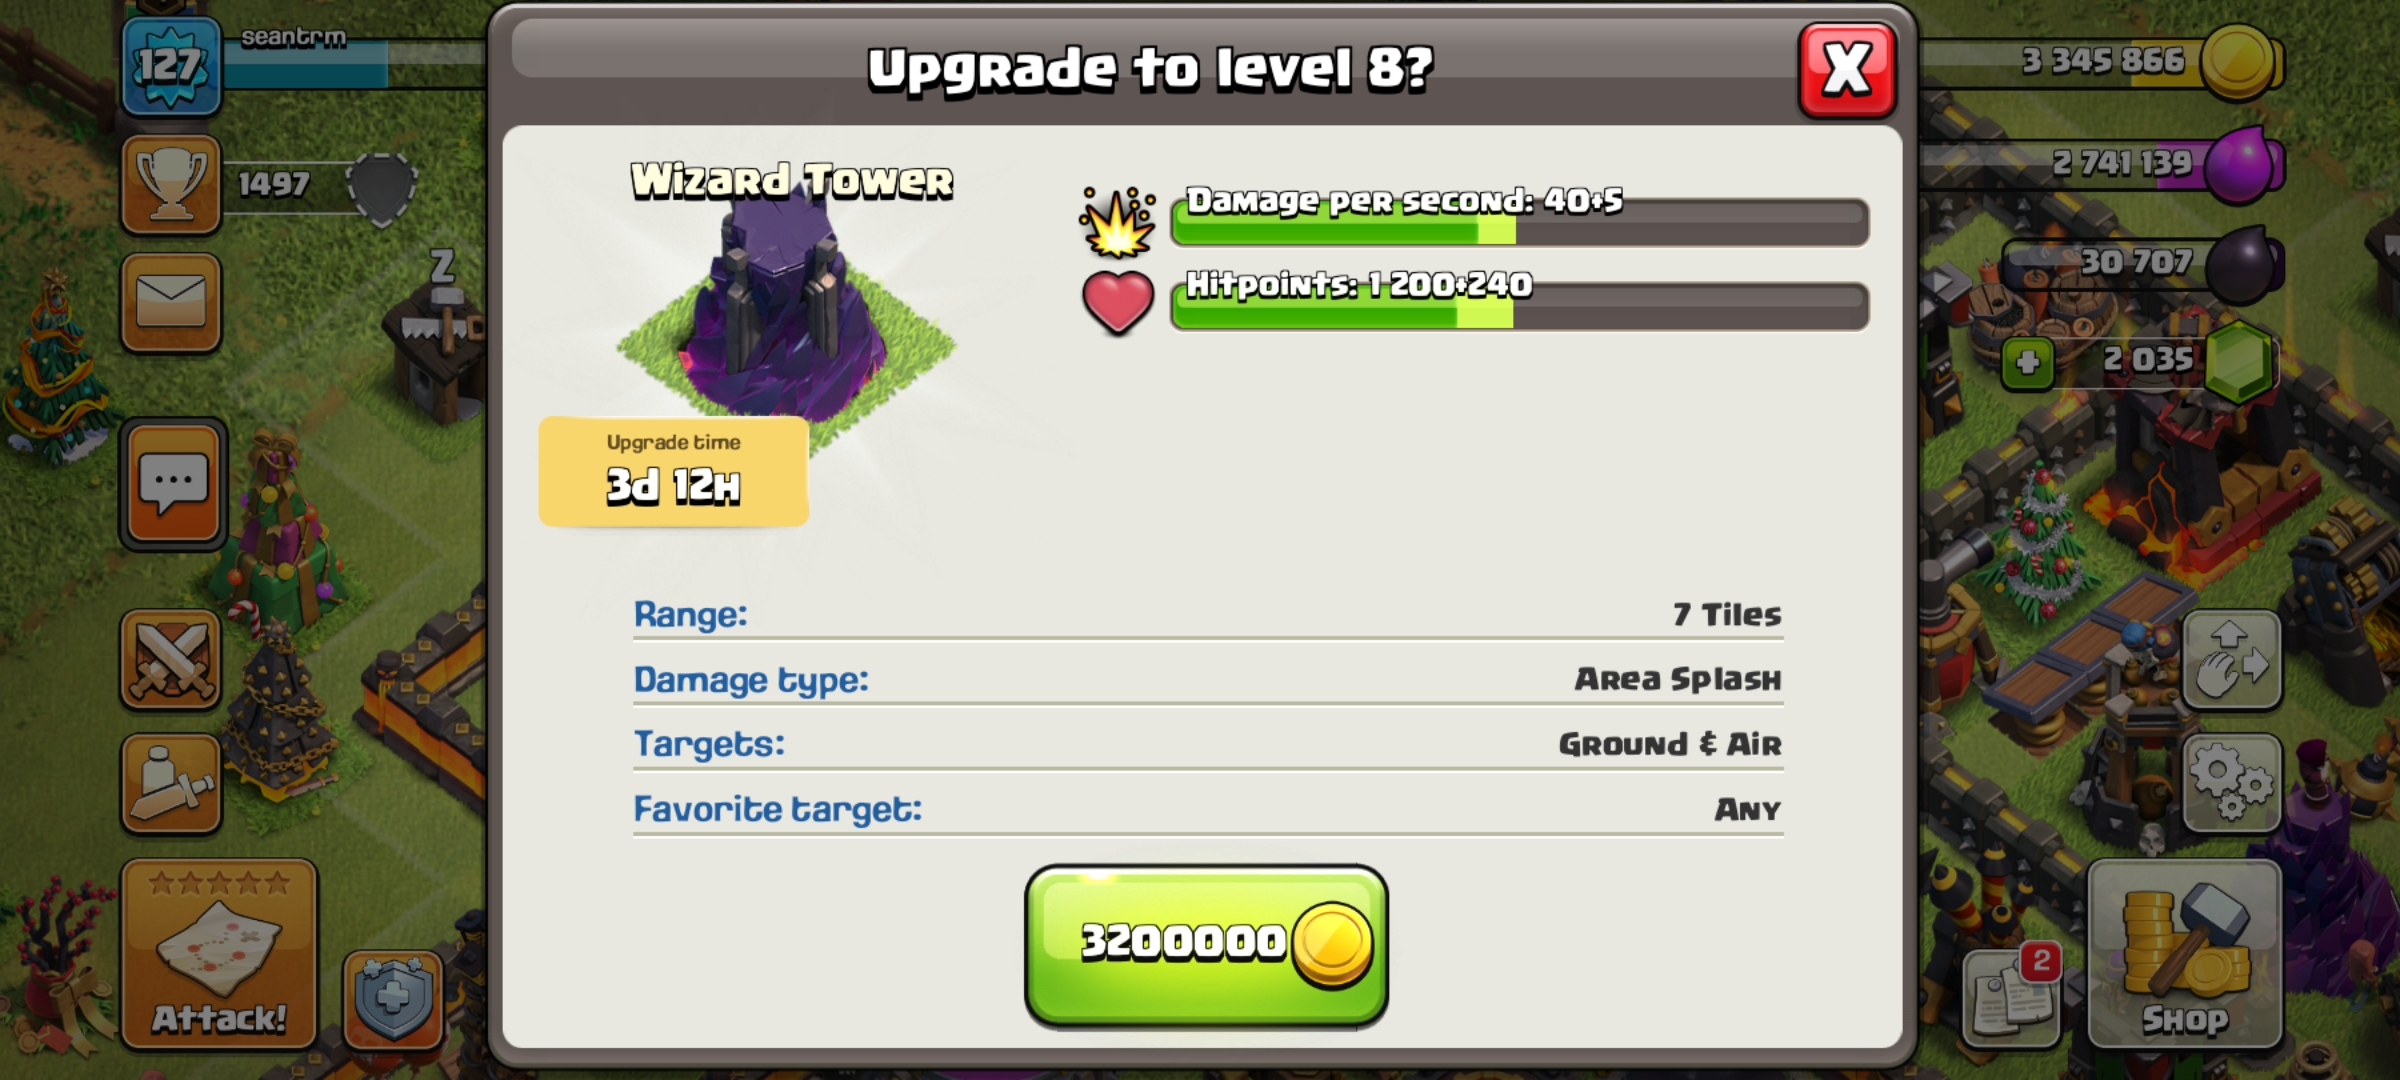 127
seantrm
1497
Z
Attack!
Upgrade to level 8?
X
Wizard Tower
Upgrade time
3d 12H
Damage per second: 40+5
Hitpoints: 1 200+240
Range: 7 Tiles
Damage type: Area Splash
Targets: Ground & Air
Favorite target: Any
3200000
3 345 866
2 741 139
30 707
+ 2 035
2
Shop